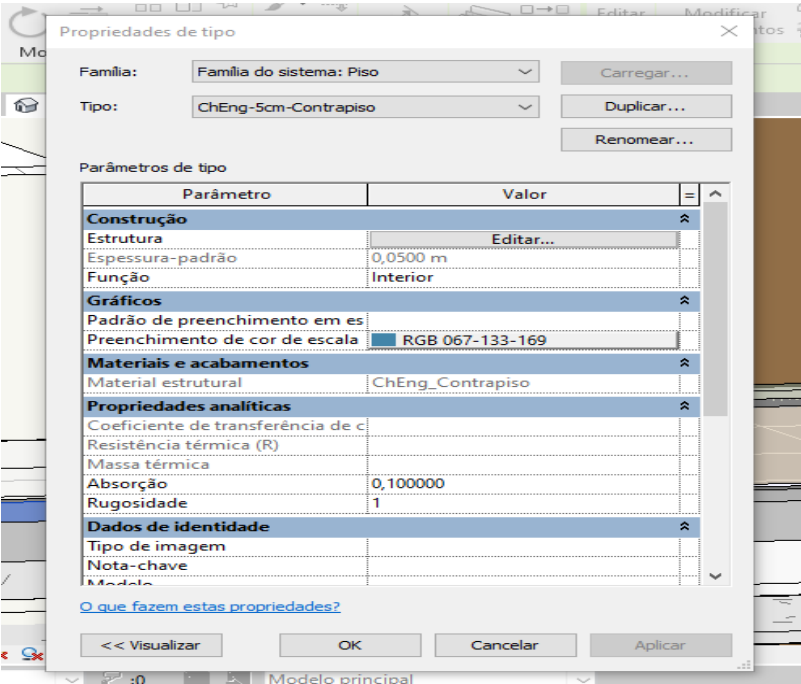 Editar
Modificar
Propriedades de tipo
tos
Mo
Família:
Família do sistema: Piso
Carregar...
Tipo:
ChEng-5cm-Contrapiso
Duplicar...
Renomear...
Parâmetros de tipo
Parâmetro Valor =
Construção
Estrutura Editar...
Espessura-padrão 0,0500 m
Função Interior
Gráficos
Padrão de preenchimento em es
Preenchimento de cor de escala RGB 067-133-169
Materiais e acabamentos
Material estrutural ChEng_Contrapiso
Propriedades analíticas
Coeficiente de transferência de c
Resistência térmica (R)
Massa térmica
Absorção 0,100000
Rugosidade 1
Dados de identidade
Tipo de imagem
Nota-chave
Modelo
O que fazem estas propriedades?
<< Visualizar OK Cancelar Aplicar
:0 Modelo principal